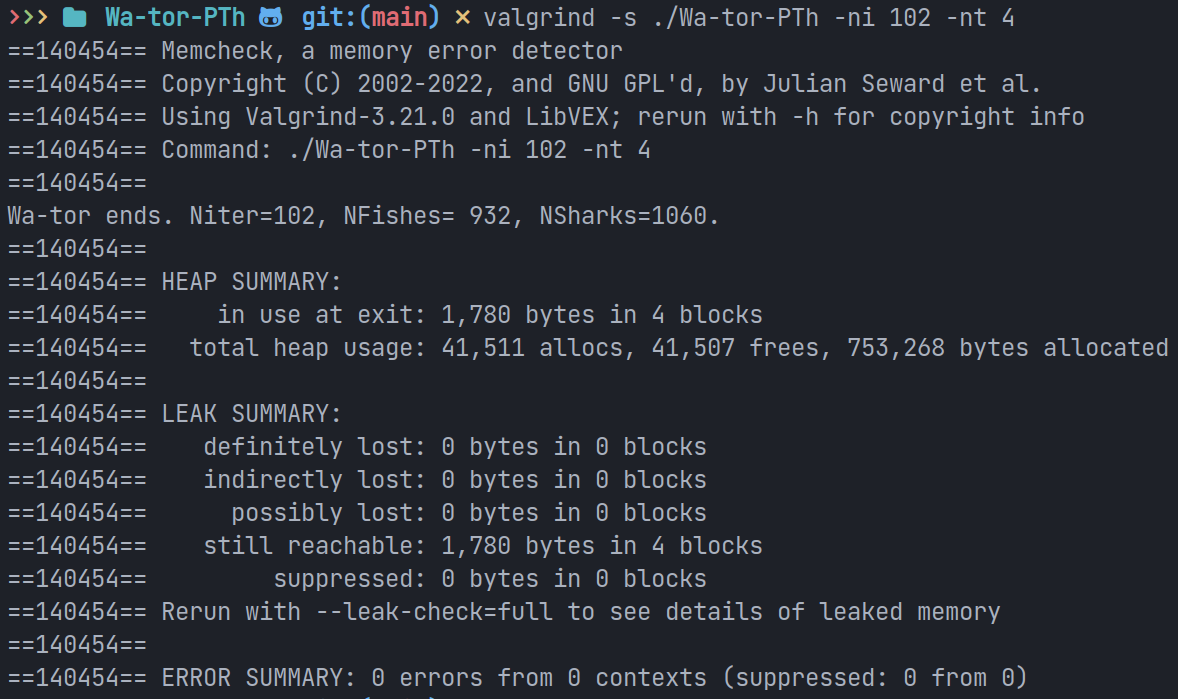 >>> Wa-tor-PTh git:(main) × valgrind -s ./Wa-tor-PTh -ni 102 -nt 4
==140454== Memcheck, a memory error detector
==140454== Copyright (C) 2002-2022, and GNU GPL'd, by Julian Seward et al.
==140454== Using Valgrind-3.21.0 and LibVEX; rerun with -h for copyright info
==140454== Command: ./Wa-tor-PTh -ni 102 -nt 4
==140454==
Wa-tor ends. Niter=102, NFishes= 932, NSharks=1060.
==140454==
==140454== HEAP SUMMARY:
==140454==     in use at exit: 1,780 bytes in 4 blocks
==140454==   total heap usage: 41,511 allocs, 41,507 frees, 753,268 bytes allocated
==140454==
==140454== LEAK SUMMARY:
==140454==    definitely lost: 0 bytes in 0 blocks
==140454==    indirectly lost: 0 bytes in 0 blocks
==140454==      possibly lost: 0 bytes in 0 blocks
==140454==    still reachable: 1,780 bytes in 4 blocks
==140454==         suppressed: 0 bytes in 0 blocks
==140454== Rerun with --leak-check=full to see details of leaked memory
==140454==
==140454== ERROR SUMMARY: 0 errors from 0 contexts (suppressed: 0 from 0)